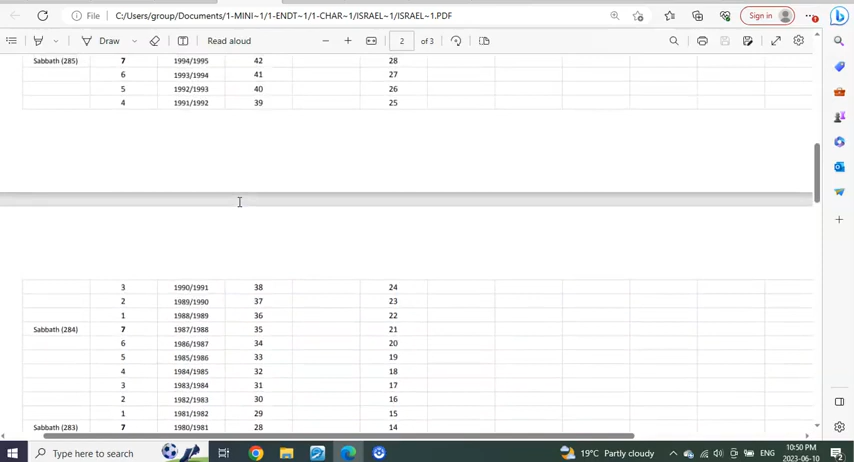 File C:/Users/group/Documents/1-MINI~1/1-ENDT~1/1-CHAR~1/ISRAEL~1/ISRAEL~1.PDF Sign in
Draw Read aloud 2 of 3
Sabbath (285) 7 1994/1995 42 28
6 1993/1994 41 27
5 1992/1993 40 26
4 1991/1992 39 25
3 1990/1991 38 24
2 1989/1990 37 23
1 1988/1989 36 22
Sabbath (284) 7 1987/1988 35 21
6 1986/1987 34 20
5 1985/1986 33 19
4 1984/1985 32 18
3 1983/1984 31 17
2 1982/1983 30 16
1 1981/1982 29 15
Sabbath (283) 7 1980/1981 28 14
Type here to search 19°C Partly cloudy ENG 10:50 PM
2023-06-10 2